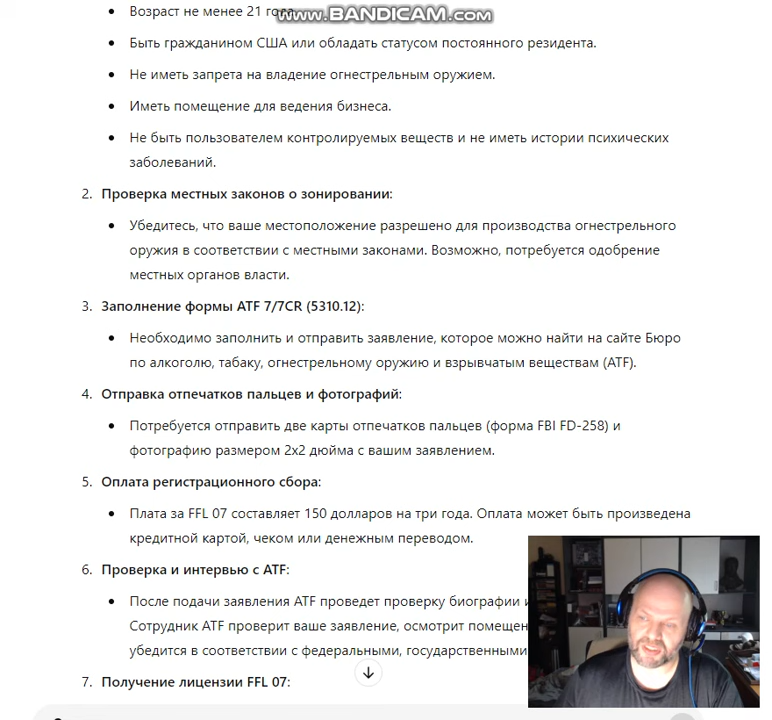 Возраст не менее 21 года.
www.BANDICAM.com
Быть гражданином США или обладать статусом постоянного резидента.
Не иметь запрета на владение огнестрельным оружием.
Иметь помещение для ведения бизнеса.
Не быть пользователем контролируемых веществ и не иметь истории психических
заболеваний.
2. Проверка местных законов о зонировании:
Убедитесь, что ваше местоположение разрешено для производства огнестрельного
оружия в соответствии с местными законами. Возможно, потребуется одобрение
местных органов власти.
3. Заполнение формы ATF 7/7CR (5310.12):
Необходимо заполнить и отправить заявление, которое можно найти на сайте Бюро
по алкоголю, табаку, огнестрельному оружию и взрывчатым веществам (ATF).
4. Отправка отпечатков пальцев и фотографий:
Потребуется отправить две карты отпечатков пальцев (форма FBI FD-258) и
фотографию размером 2x2 дюйма с вашим заявлением.
5. Оплата регистрационного сбора:
Плата за FFL 07 составляет 150 долларов на три года. Оплата может быть произведена
кредитной картой, чеком или денежным переводом.
6. Проверка и интервью с ATF:
После подачи заявления ATF проведет проверку биографии
Сотрудник ATF проверит ваше заявление, осмотрит
убедится в соответствии с федеральными, государственными
7. Получение лицензии FFL 07: